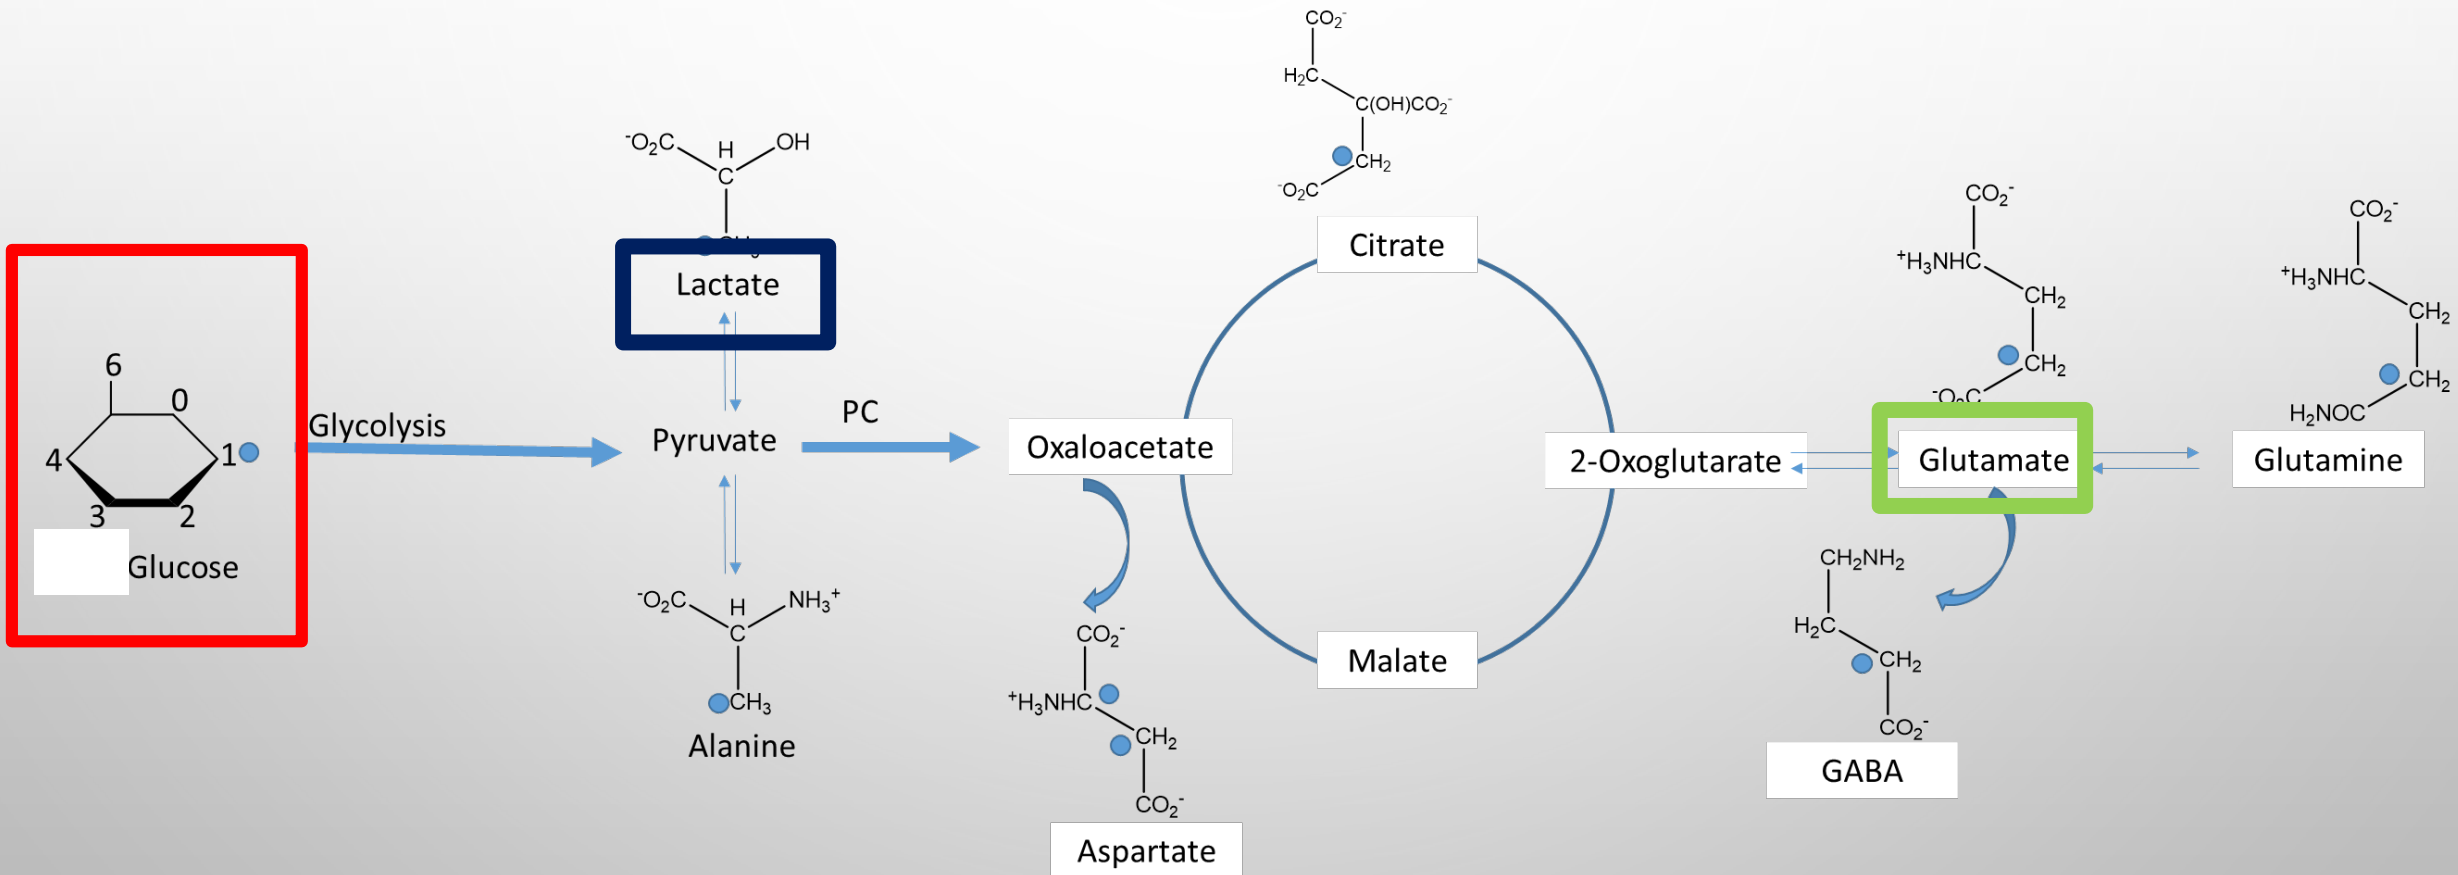 CO₂⁻
H₂C
C(OH)CO₂⁻
CH₂
⁻O₂C
Citrate
⁻O₂C
H
OH
C
Lactate
6
0
4
1
3
2
Glucose
Glycolysis
Pyruvate
PC
Oxaloacetate
⁻O₂C
H
NH₃⁺
C
CH₃
Alanine
CO₂⁻
⁺H₃NHC
CH₂
CO₂⁻
Aspartate
Malate
2-Oxoglutarate
CO₂⁻
⁺H₃NHC
CH₂
CH₂
⁻O₂C
Glutamate
CO₂⁻
⁺H₃NHC
CH₂
CH₂
H₂NOC
Glutamine
CH₂NH₂
H₂C
CH₂
CO₂⁻
GABA